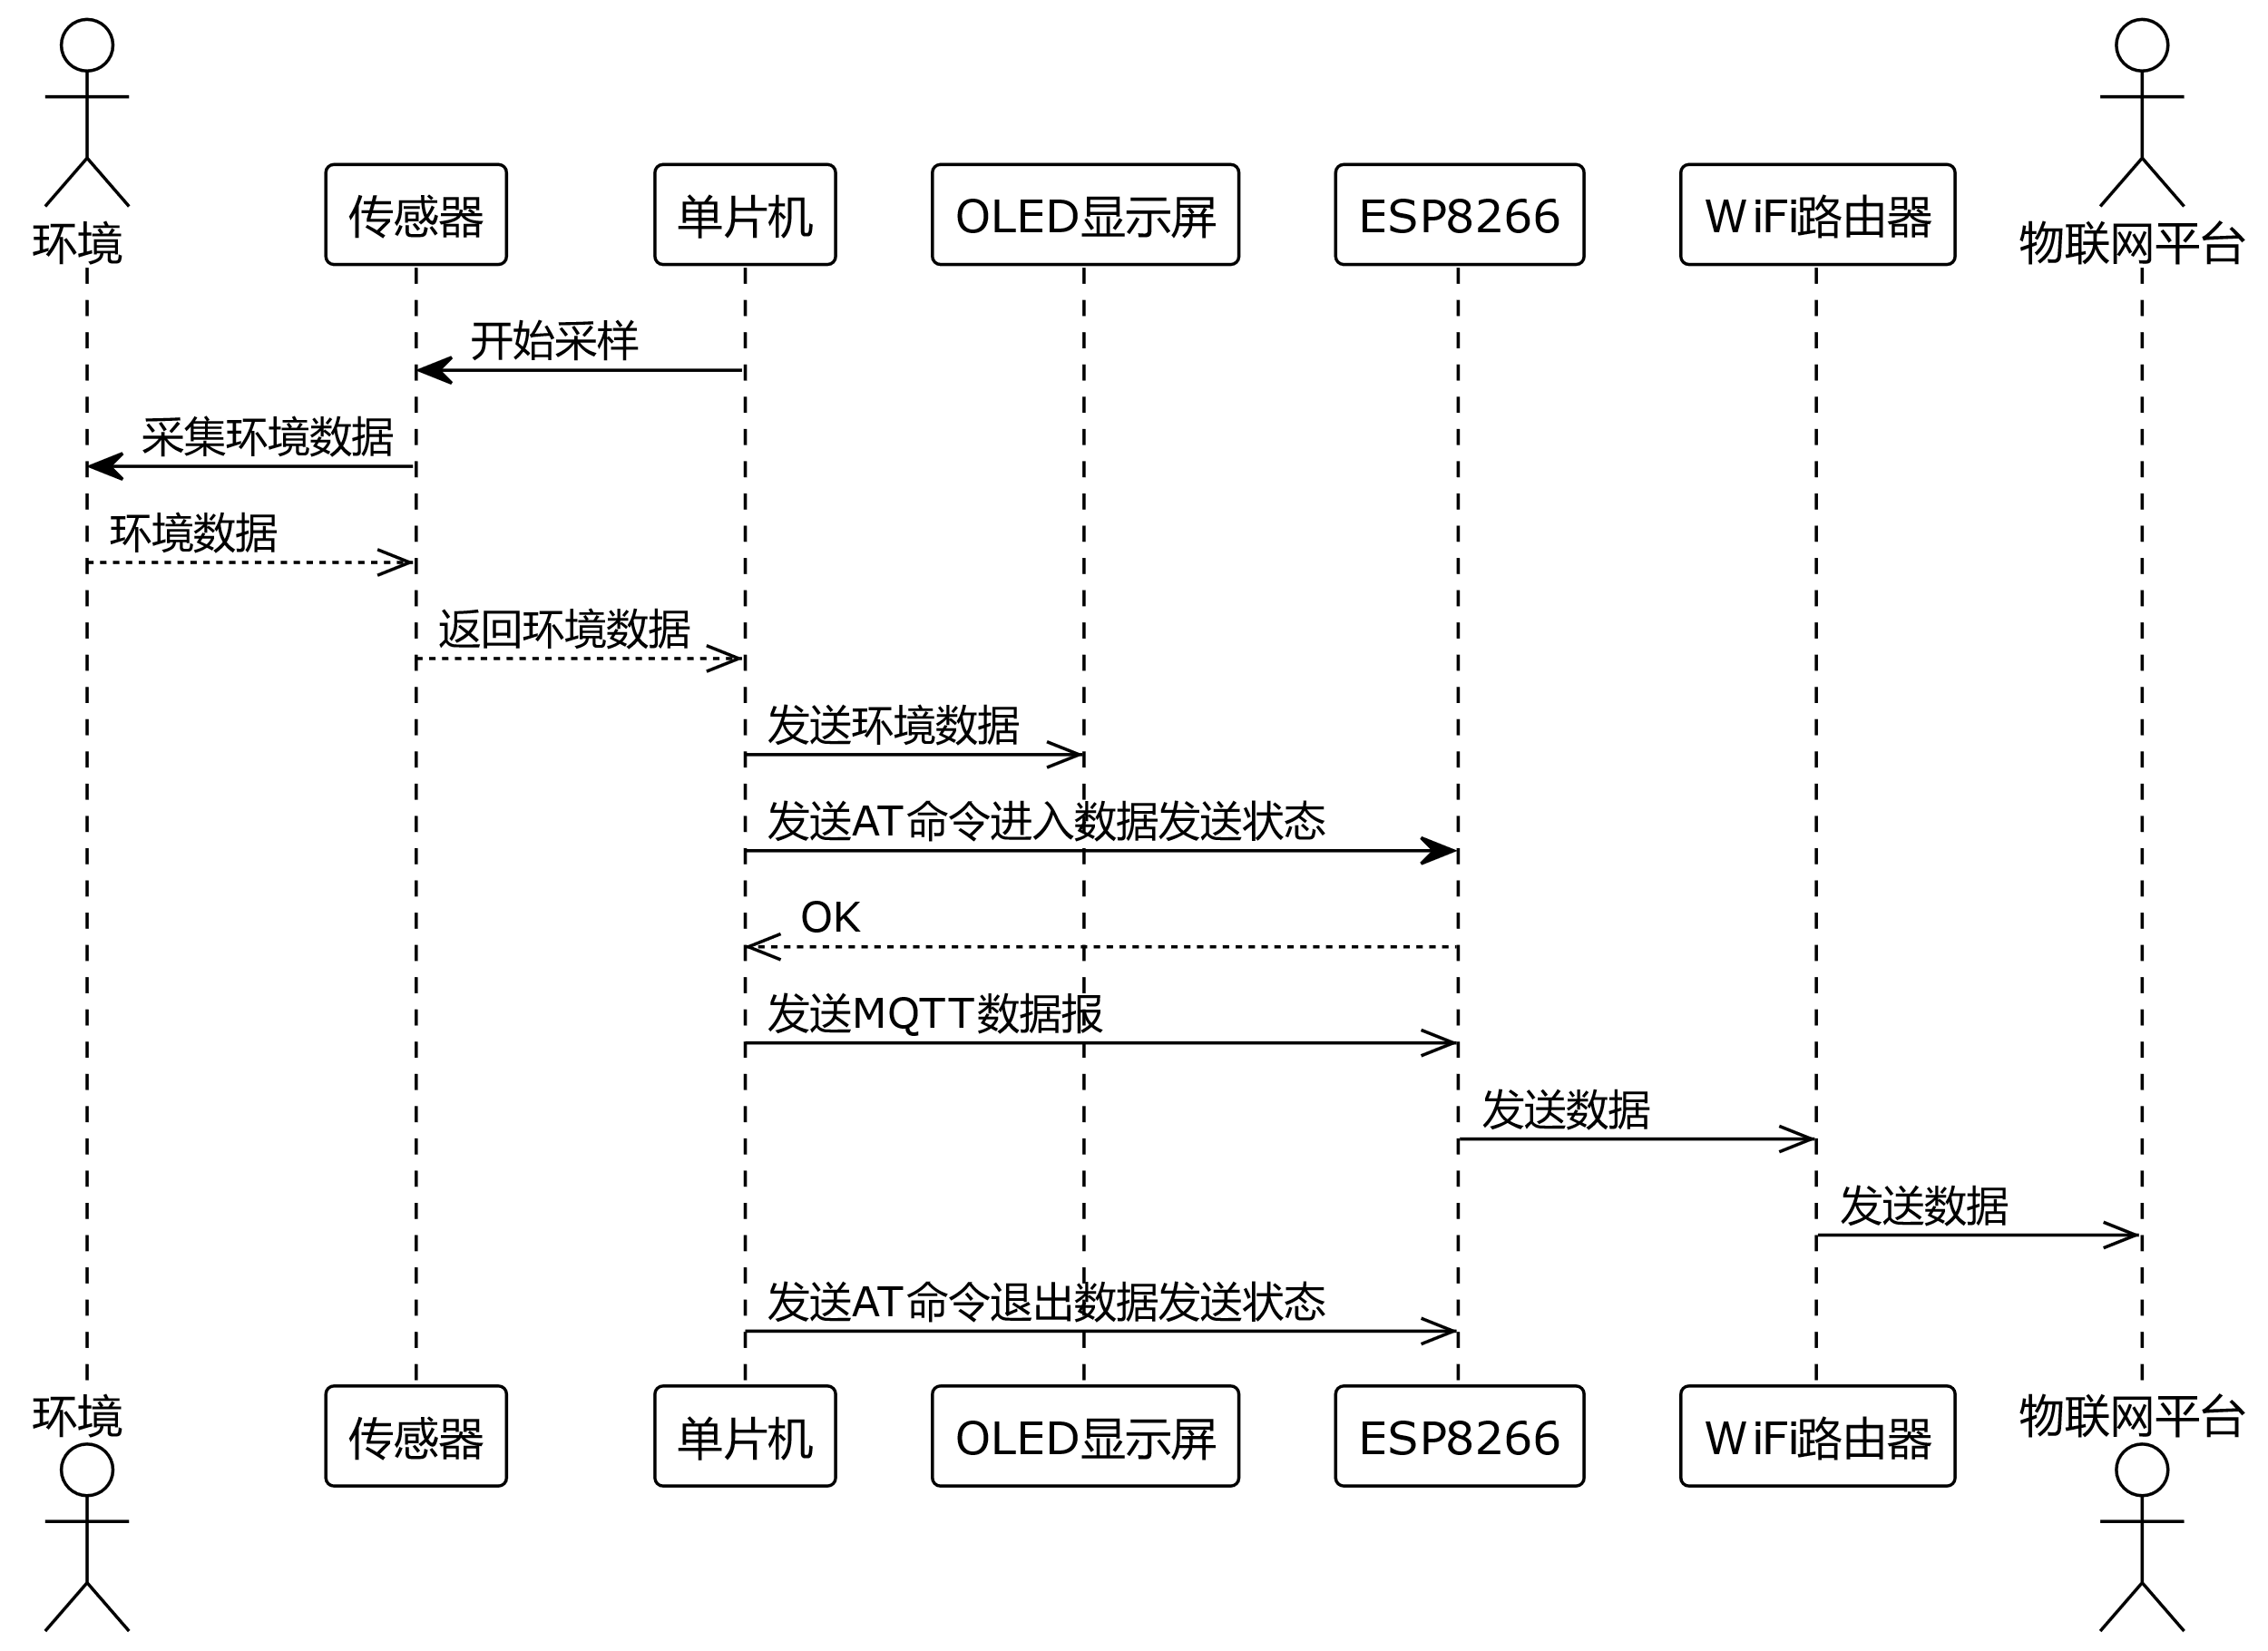 环境
传感器
单片机
OLED显示屏
ESP8266
WiFi路由器
物联网平台
开始采样
采集环境数据
环境数据
返回环境数据
发送环境数据
发送AT命令进入数据发送状态
OK
发送MQTT数据报
发送数据
发送数据
发送AT命令退出数据发送状态
环境
传感器
单片机
OLED显示屏
ESP8266
WiFi路由器
物联网平台